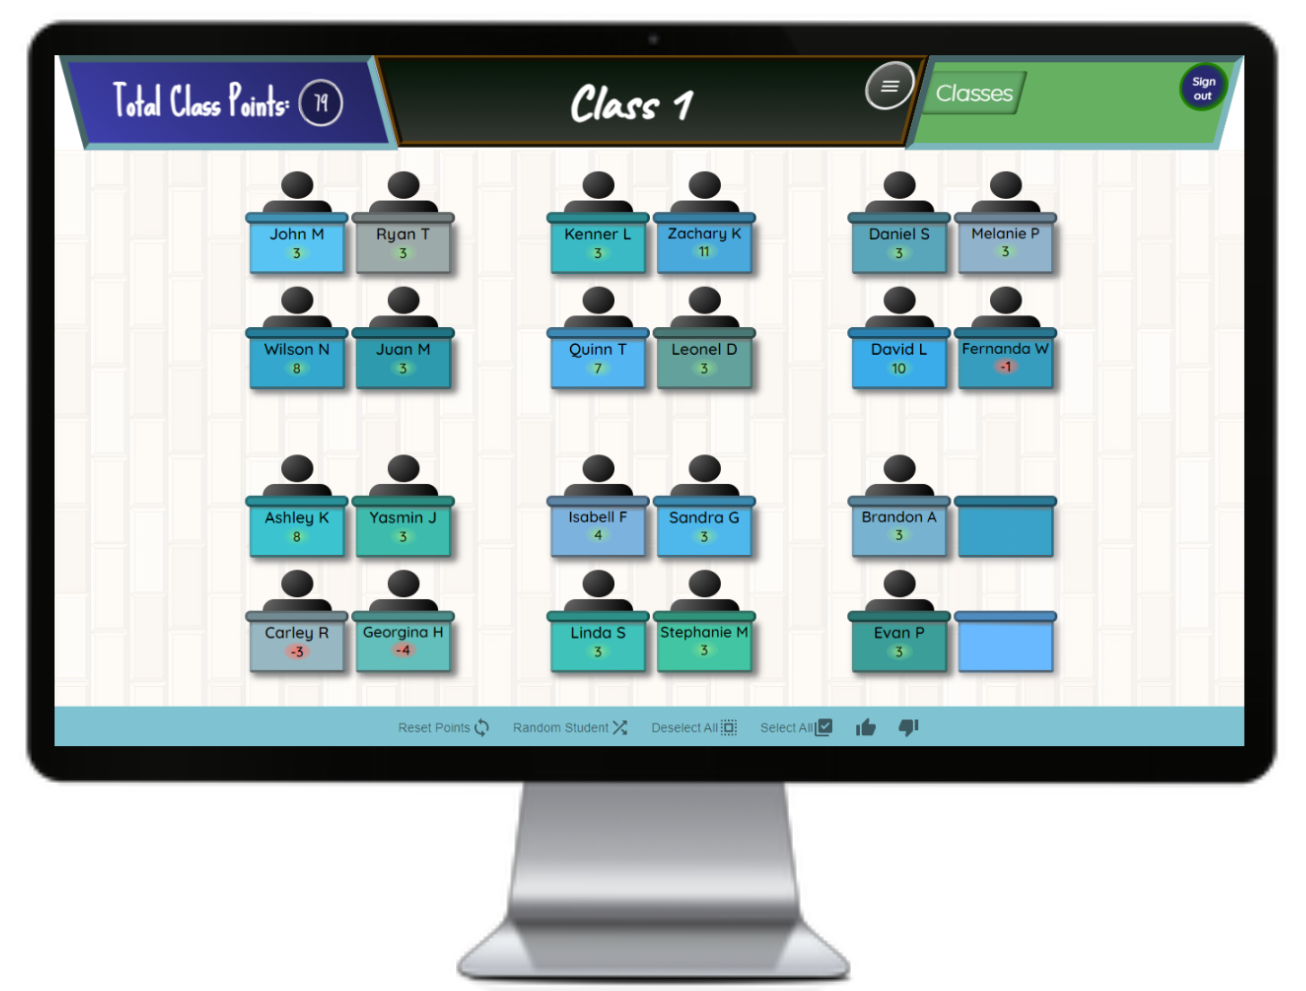 Total Class Points: 79
Class 1
Classes
Sign
out
John M
3
Ryan T
3
Kenner L
3
Zachary K
11
Daniel S
3
Melanie P
3
Wilson N
8
Juan M
3
Quinn T
7
Leonel D
3
David L
10
Fernanda W
-1
Ashley K
8
Yasmin J
3
Isabell F
4
Sandra G
3
Brandon A
3
Carley R
-3
Georgina H
-4
Linda S
3
Stephanie M
3
Evan P
3
Reset Points Random Student Deselect All Select All